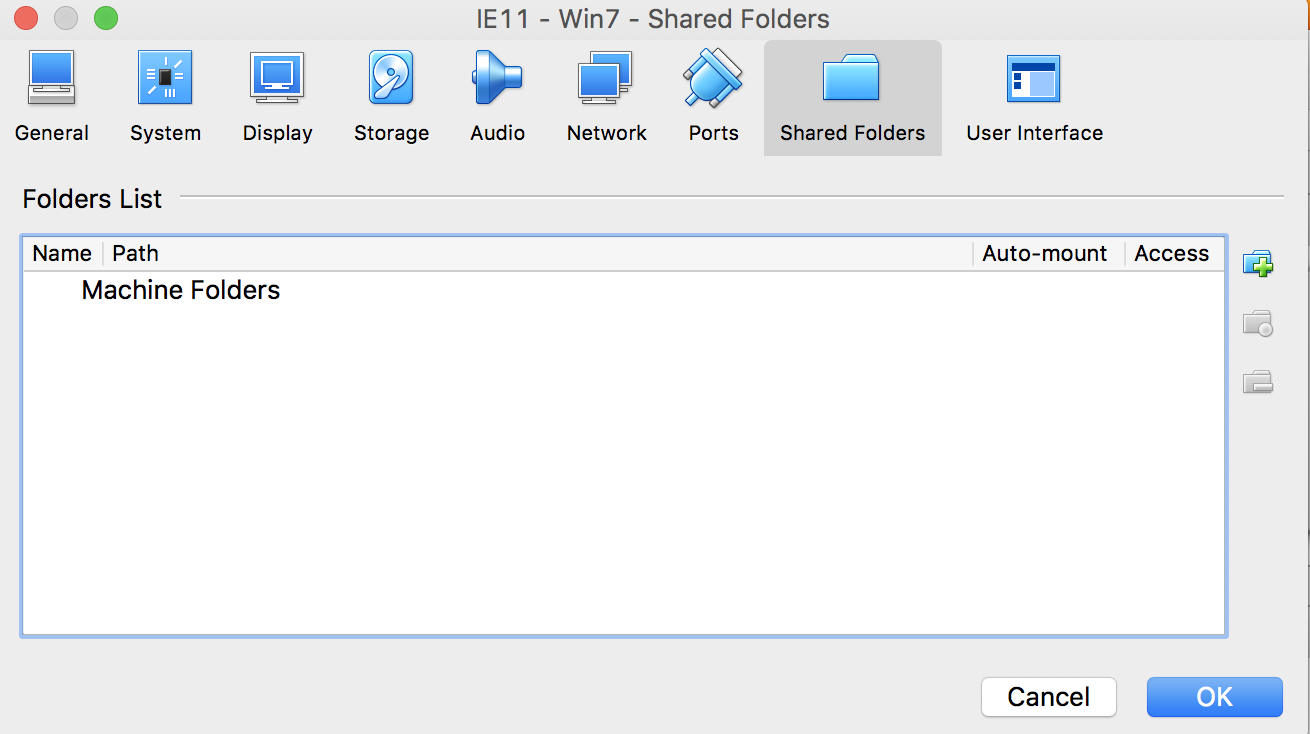 IE11 - Win7 - Shared Folders
General System Display Storage Audio Network Ports Shared Folders User Interface
Folders List
Name Path Auto-mount Access
Machine Folders
Cancel OK